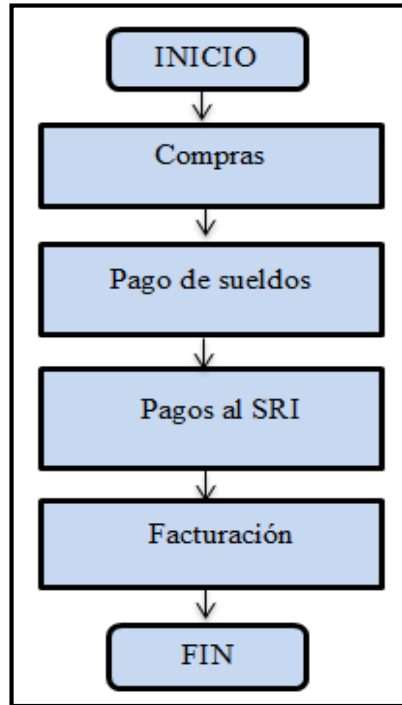 INICIO
Compras
Pago de sueldos
Pagos al SRI
Facturación
FIN